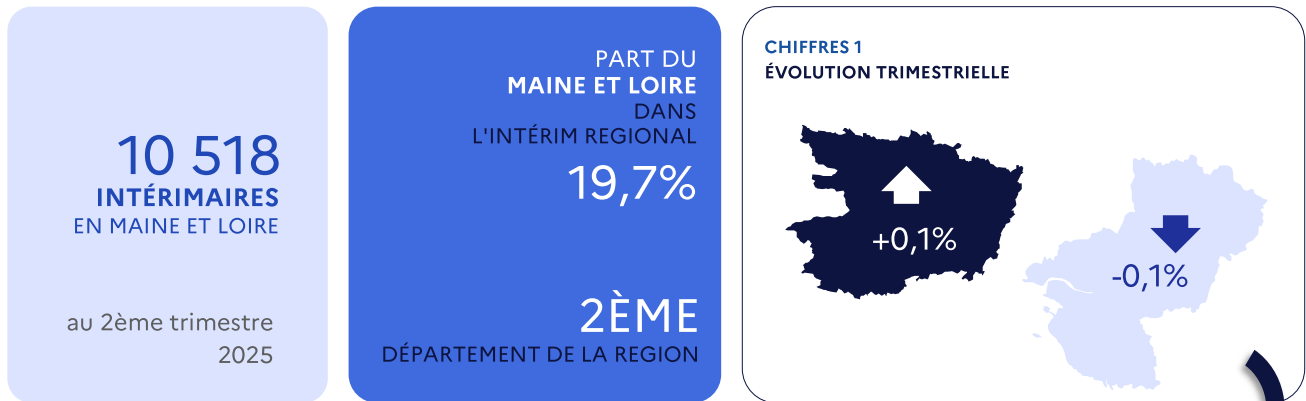 10 518
INTÉRIMAIRES
EN MAINE ET LOIRE
au 2ème trimestre
2025
PART DU
MAINE ET LOIRE
DANS
L'INTÉRIM REGIONAL
19,7%
2ÈME
DÉPARTEMENT DE LA REGION
CHIFFRES 1
ÉVOLUTION TRIMESTRIELLE
+0,1%
-0,1%